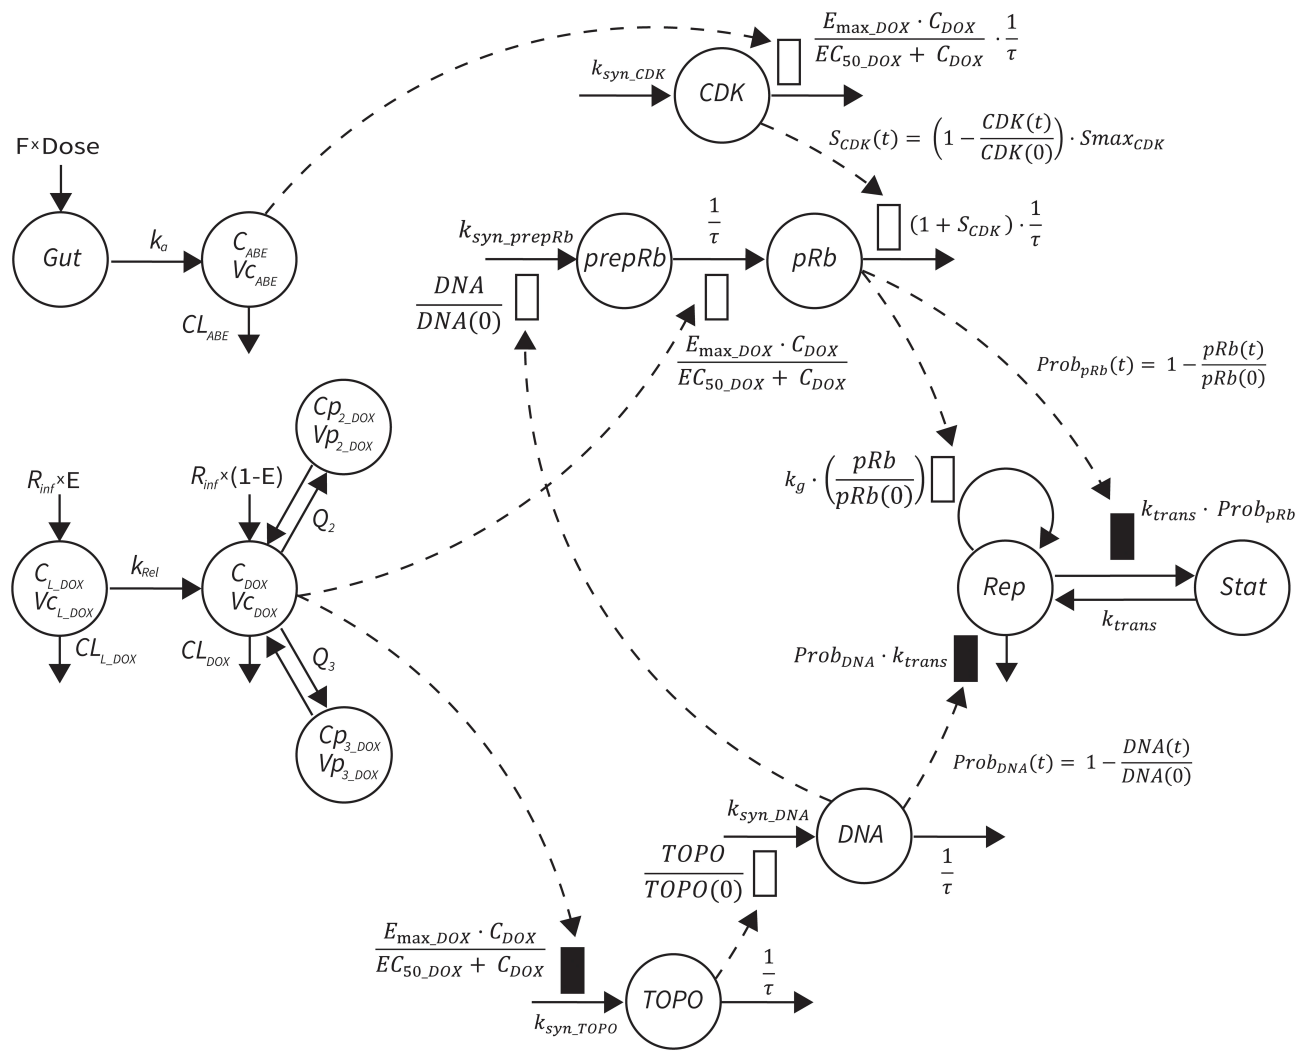 E_max_DOX · C_DOX / EC_50_DOX + C_DOX · 1/τ
k_syn_CDK
CDK
S_CDK(t) = (1 − CDK(t)/CDK(0)) · Smax_CDK
F×Dose
Gut
k_a
C_ABE
Vc_ABE
CL_ABE
k_syn_prepRb
prepRb
1/τ
pRb
(1 + S_CDK) · 1/τ
DNA/DNA(0)
E_max_DOX · C_DOX / EC_50_DOX + C_DOX
Prob_pRb(t) = 1 − pRb(t)/pRb(0)
Cp_2_DOX
Vp_2_DOX
R_inf×E
R_inf×(1-E)
Q_2
k_g · (pRb/pRb(0))
k_trans · Prob_pRb
C_L_DOX
Vc_L_DOX
k_Rel
C_DOX
Vc_DOX
Rep
Stat
k_trans
CL_L_DOX
CL_DOX
Q_3
Prob_DNA · k_trans
Cp_3_DOX
Vp_3_DOX
Prob_DNA(t) = 1 − DNA(t)/DNA(0)
k_syn_DNA
DNA
1/τ
TOPO/TOPO(0)
E_max_DOX · C_DOX / EC_50_DOX + C_DOX
k_syn_TOPO
TOPO
1/τ